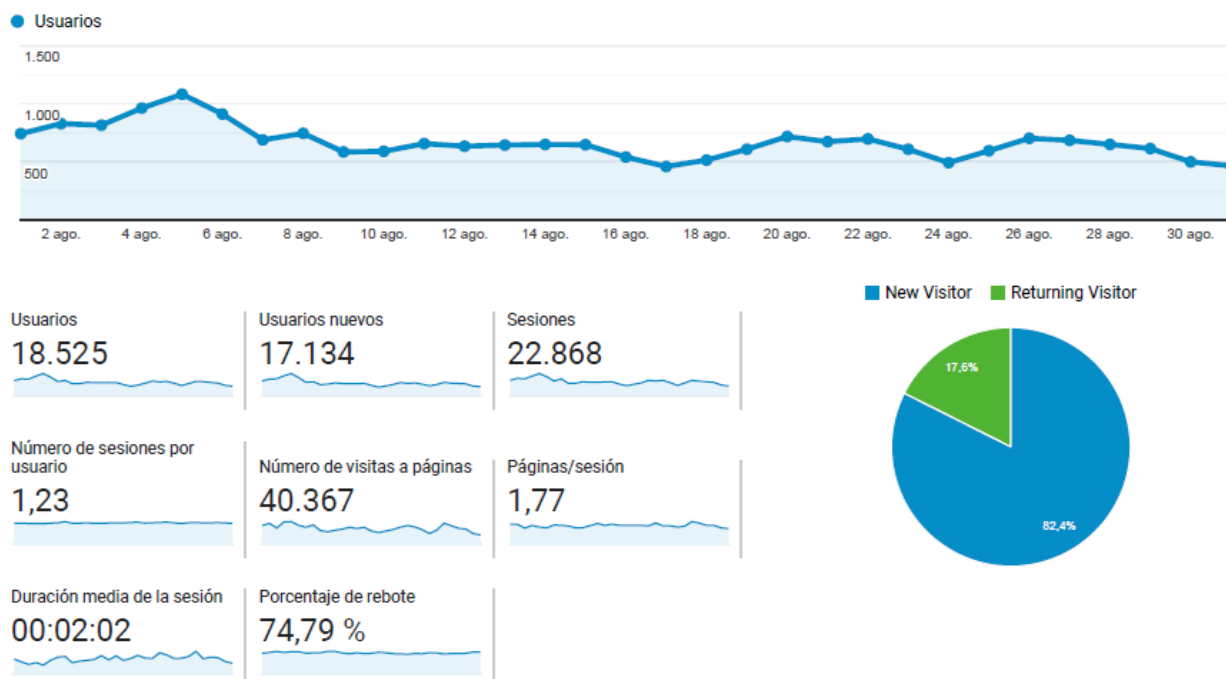 Usuarios
1.500
1.000
500
2 ago. 4 ago. 6 ago. 8 ago. 10 ago. 12 ago. 14 ago. 16 ago. 18 ago. 20 ago. 22 ago. 24 ago. 26 ago. 28 ago. 30 ago.
New Visitor Returning Visitor
Usuarios
18.525
Usuarios nuevos
17.134
Sesiones
22.868
Número de sesiones por
usuario
1,23
Número de visitas a páginas
40.367
Páginas/sesión
1,77
Duración media de la sesión
00:02:02
Porcentaje de rebote
74,79 %
17,6%
82,4%